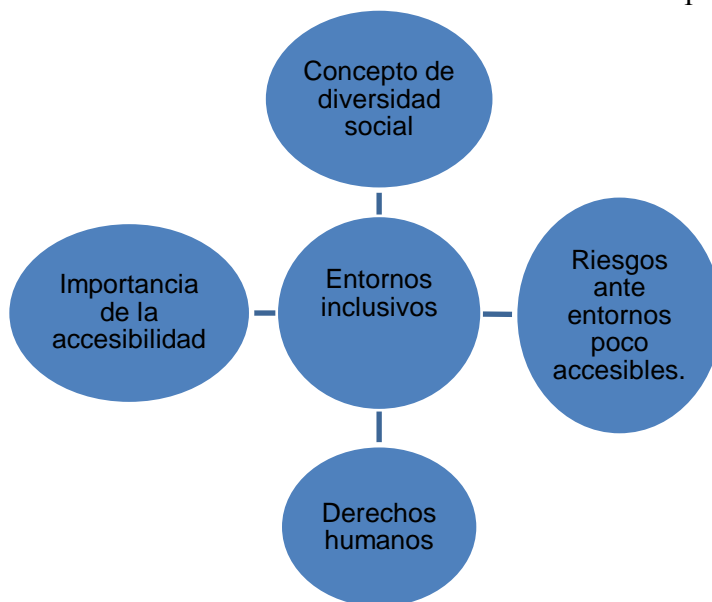 Concepto de
diversidad
social
Importancia
de la
accesibilidad
Entornos
inclusivos
Riesgos
ante
entornos
poco
accesibles.
Derechos
humanos